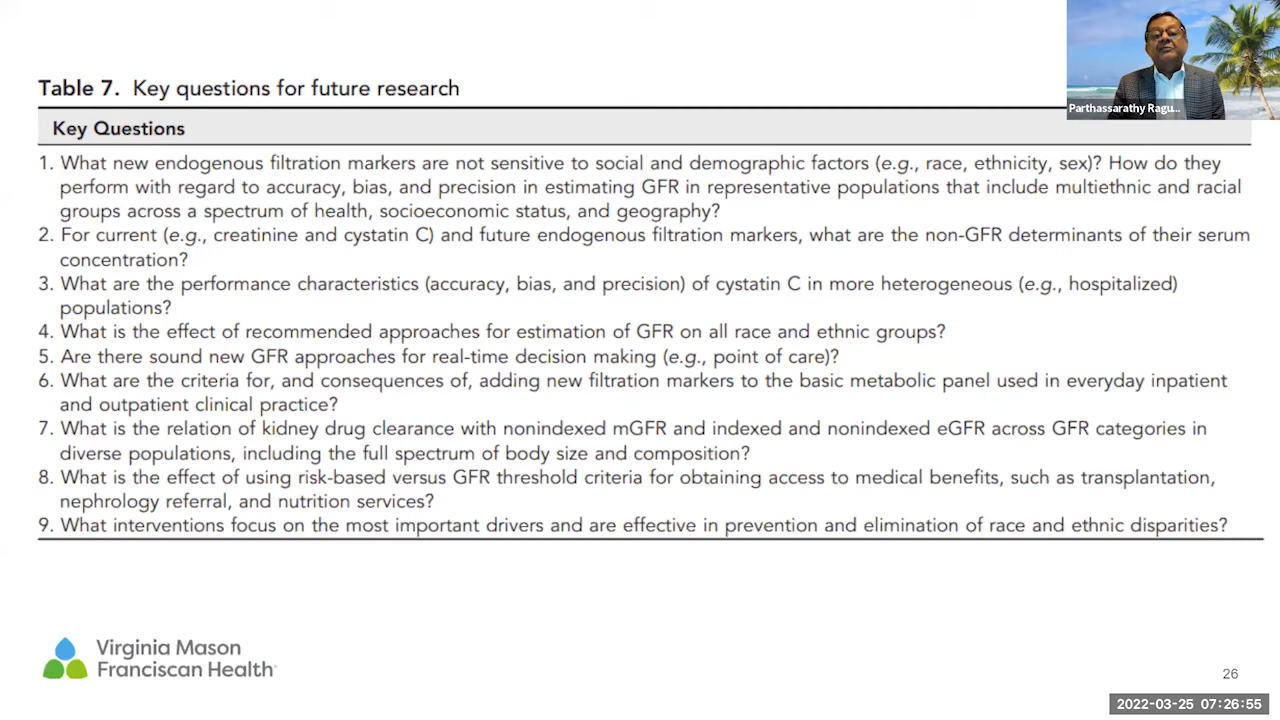 Table 7. Key questions for future research
Parthassarathy Ragu...
Key Questions
1. What new endogenous filtration markers are not sensitive to social and demographic factors (e.g., race, ethnicity, sex)? How do they
perform with regard to accuracy, bias, and precision in estimating GFR in representative populations that include multiethnic and racial
groups across a spectrum of health, socioeconomic status, and geography?
2. For current (e.g., creatinine and cystatin C) and future endogenous filtration markers, what are the non-GFR determinants of their serum
concentration?
3. What are the performance characteristics (accuracy, bias, and precision) of cystatin C in more heterogeneous (e.g., hospitalized)
populations?
4. What is the effect of recommended approaches for estimation of GFR on all race and ethnic groups?
5. Are there sound new GFR approaches for real-time decision making (e.g., point of care)?
6. What are the criteria for, and consequences of, adding new filtration markers to the basic metabolic panel used in everyday inpatient
and outpatient clinical practice?
7. What is the relation of kidney drug clearance with nonindexed mGFR and indexed and nonindexed eGFR across GFR categories in
diverse populations, including the full spectrum of body size and composition?
8. What is the effect of using risk-based versus GFR threshold criteria for obtaining access to medical benefits, such as transplantation,
nephrology referral, and nutrition services?
9. What interventions focus on the most important drivers and are effective in prevention and elimination of race and ethnic disparities?
Virginia Mason
Franciscan Health
26
2022-03-25 07:26:55